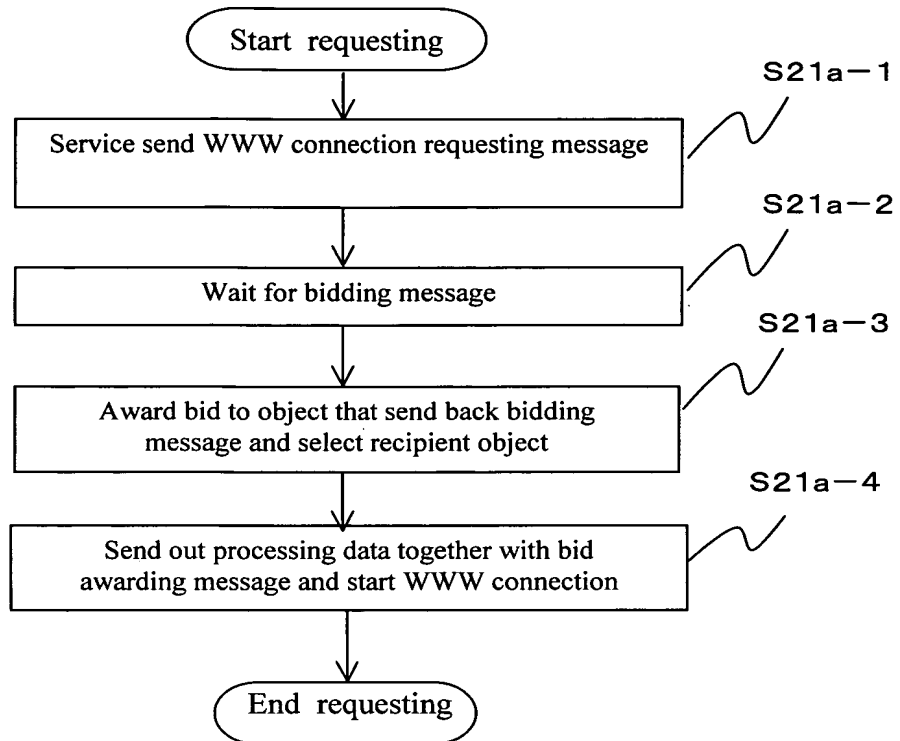 Start requesting
S21a-1
Service send WWW connection requesting message
S21a-2
Wait for bidding message
S21a-3
Award bid to object that send back bidding
message and select recipient object
S21a-4
Send out processing data together with bid
awarding message and start WWW connection
End requesting